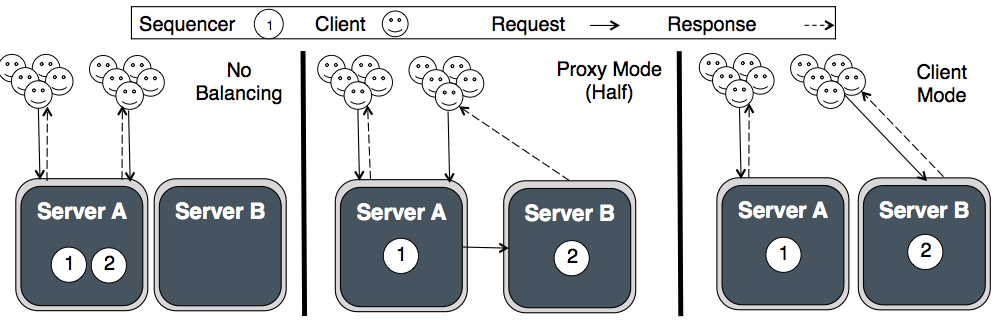 Sequencer 1 Client Request Response
No
Balancing
Server A
Server B
1 2
Proxy Mode
(Half)
Server A
Server B
1
2
Client
Mode
Server A
Server B
1
2